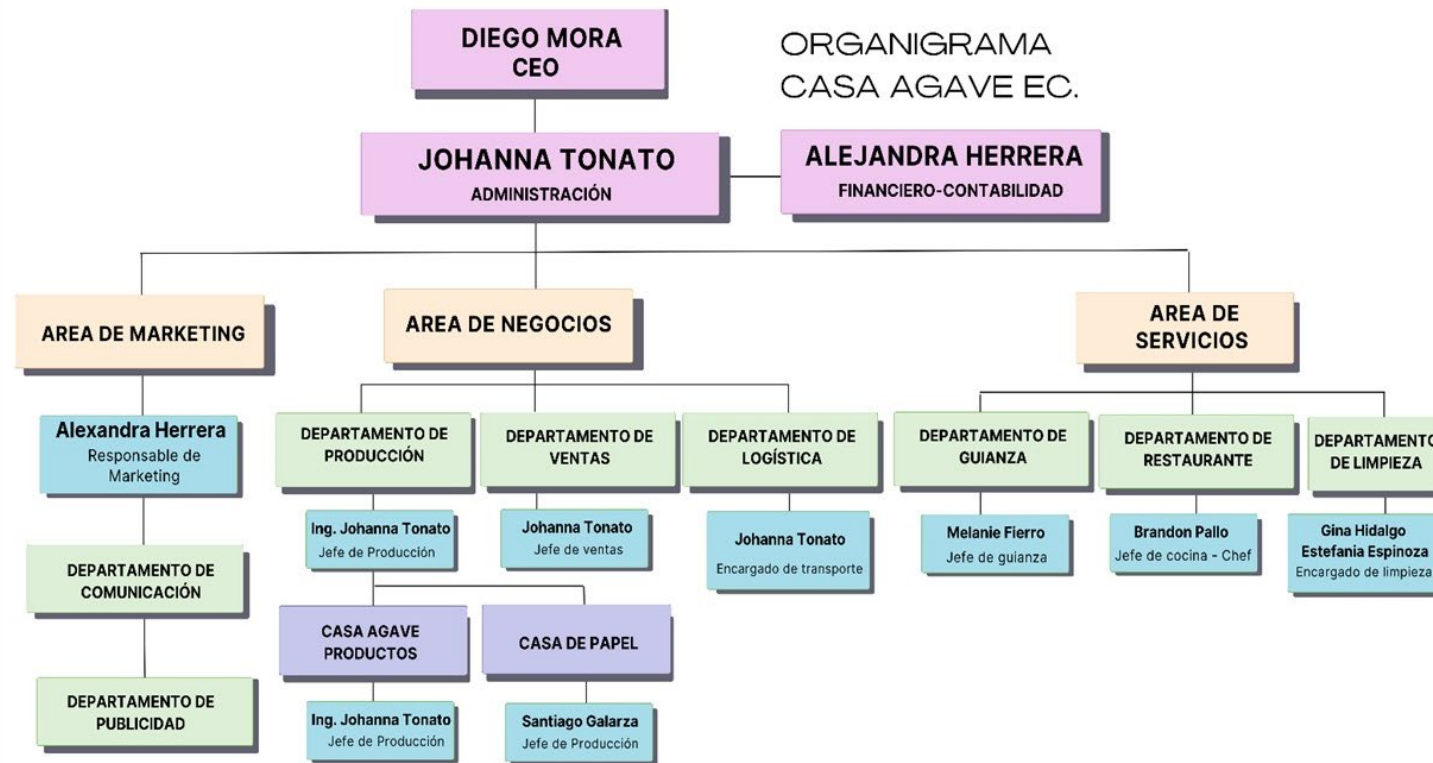 DIEGO MORA
CEO
ORGANIGRAMA
CASA AGAVE EC.
JOHANNA TONATO
ADMINISTRACIÓN
ALEJANDRA HERRERA
FINANCIERO-CONTABILIDAD
AREA DE MARKETING
AREA DE NEGOCIOS
AREA DE
SERVICIOS
Alexandra Herrera
Responsable de
Marketing
DEPARTAMENTO DE
COMUNICACIÓN
DEPARTAMENTO DE
PUBLICIDAD
DEPARTAMENTO DE
PRODUCCIÓN
Ing. Johanna Tonato
Jefe de Producción
CASA AGAVE
PRODUCTOS
Ing. Johanna Tonato
Jefe de Producción
CASA DE PAPEL
Santiago Galarza
Jefe de Producción
DEPARTAMENTO DE
VENTAS
Johanna Tonato
Jefe de ventas
DEPARTAMENTO DE
LOGÍSTICA
Johanna Tonato
Encargado de transporte
DEPARTAMENTO DE
GUIANZA
Melanie Fierro
Jefe de guianza
DEPARTAMENTO DE
RESTAURANTE
Brandon Pallo
Jefe de cocina - Chef
DEPARTAMENTO
DE LIMPIEZA
Gina Hidalgo
Estefania Espinoza
Encargado de limpieza